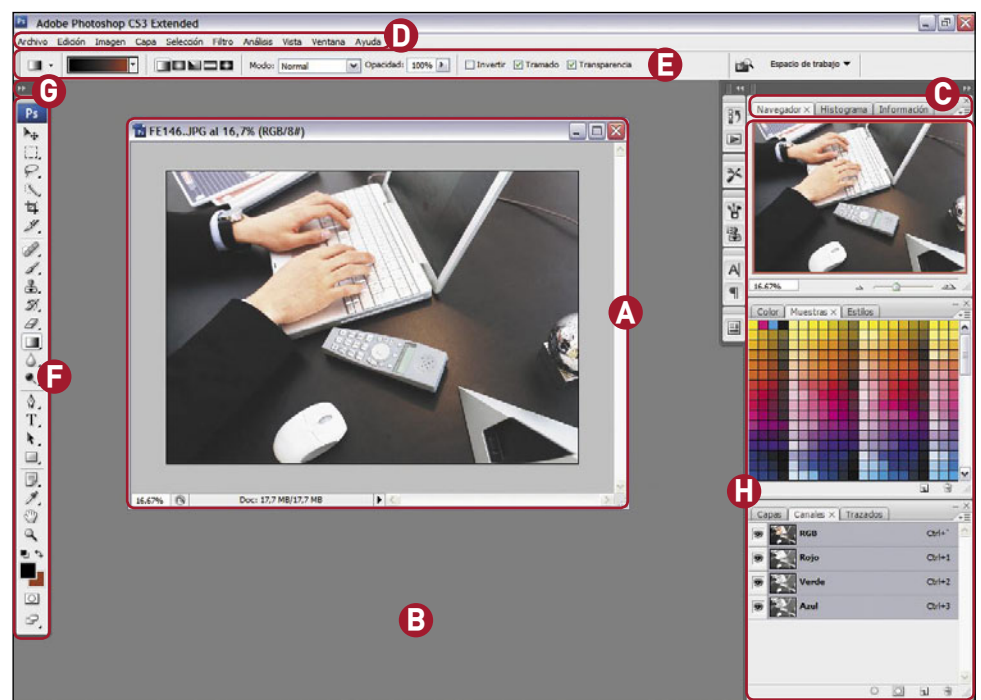 Ps Adobe Photoshop CS3 Extended
Archivo Edición Imagen Capa Selección Filtro Análisis Vista Ventana Ayuda
D
Modo: Normal Opacidad: 100% Invertir Tramado Transparencia
E
Espacio de trabajo
G
C
Ps
Navegador × Histograma Información
FE146..JPG al 16,7% (RGB/8#)
16.67%
A
Color Muestras × Estilos
F
T
16.67% Doc: 17,7 MB/17,7 MB
H
Capas Canales × Trazados
RGB Ctrl+`
Rojo Ctrl+1
Verde Ctrl+2
Azul Ctrl+3
B